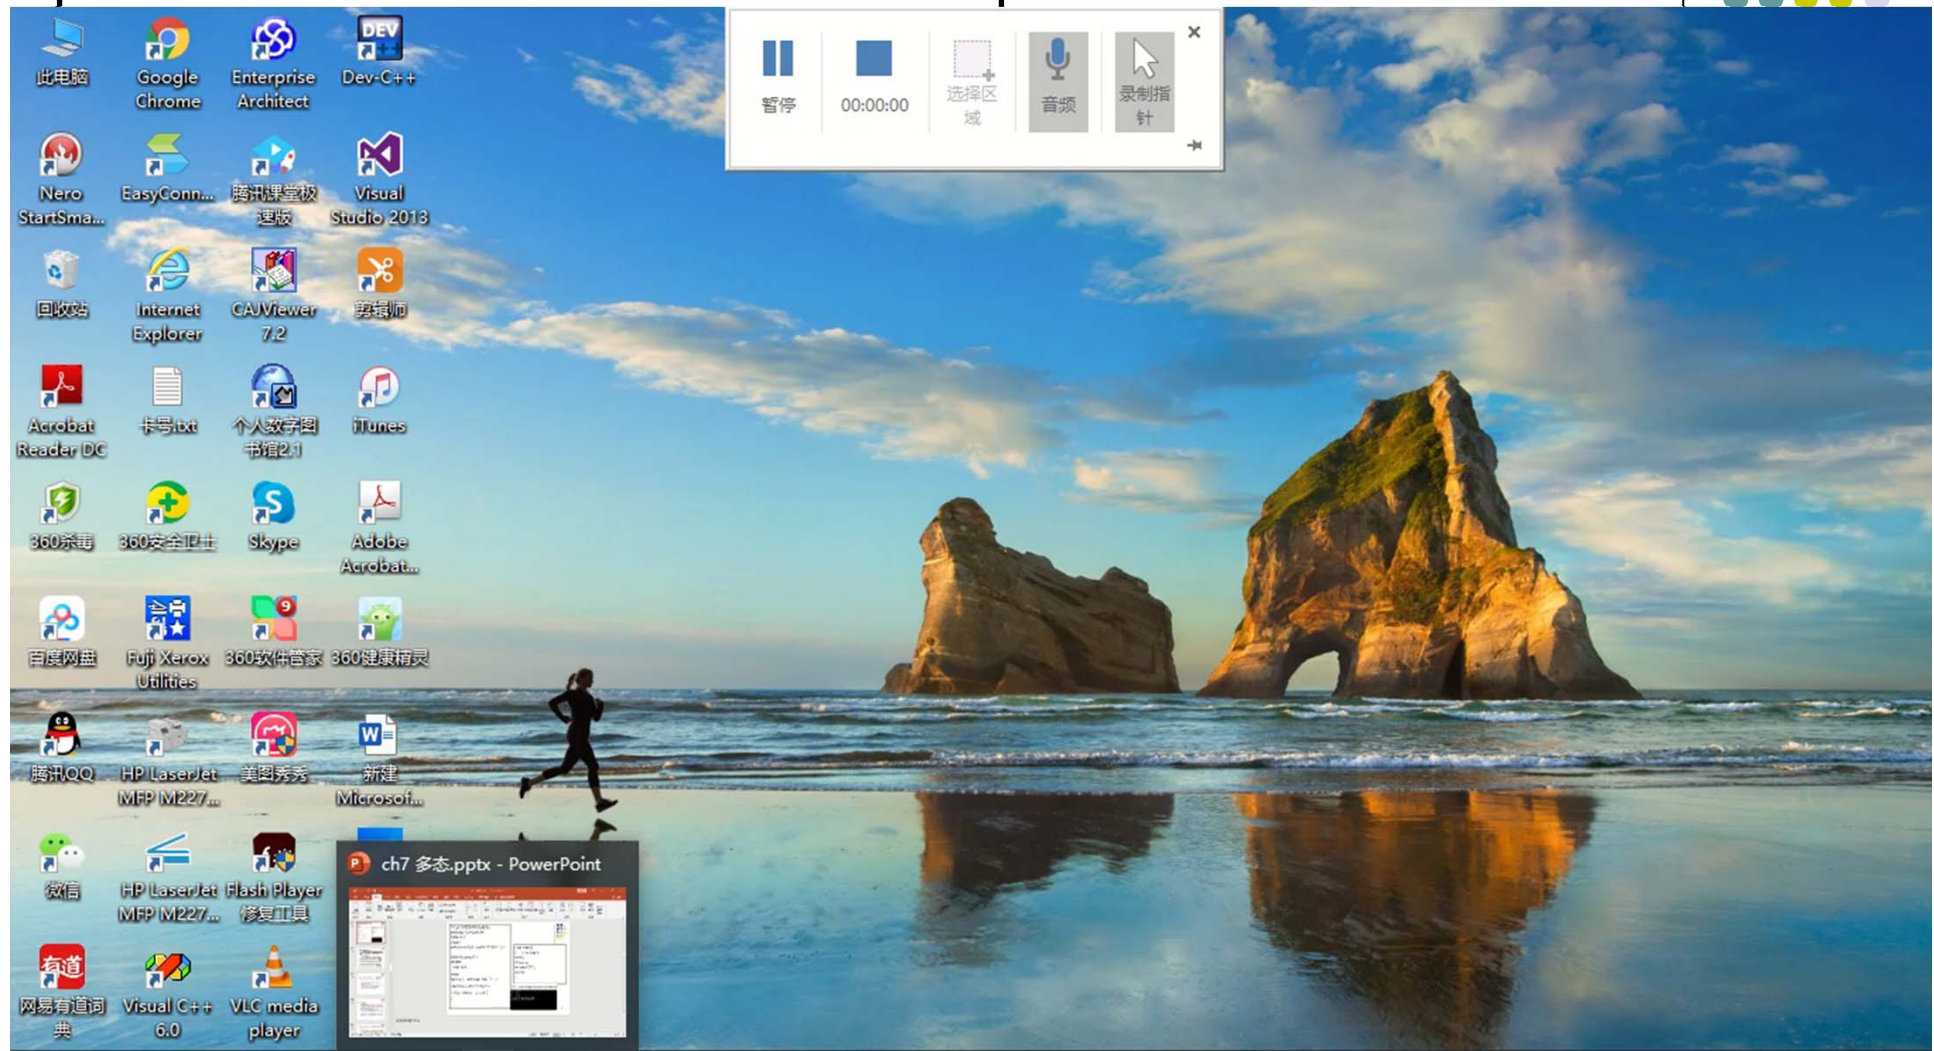 此电脑
Google
Chrome
Enterprise
Architect
DEV
Dev-C++
暂停
00:00:00
选择区
域
音频
录制指
针
Nero
StartSma...
EasyConn...
腾讯课堂极
速版
Visual
Studio 2013
回收站
Internet
Explorer
CAJViewer
7.2
剪辑师
Acrobat
Reader DC
卡号.txt
个人数字图
书馆2.1
iTunes
360杀毒
360安全卫士
Skype
Adobe
Acrobat...
9
百度网盘
Fuji Xerox
Utilities
360软件管家
360健康精灵
腾讯QQ
HP LaserJet
MFP M227...
美图秀秀
新建
Microsof...
微信
HP LaserJet
MFP M227...
Flash Player
修复工具
ch7 多态.pptx - PowerPoint
有道
网易有道词
典
Visual C++
6.0
VLC media
player